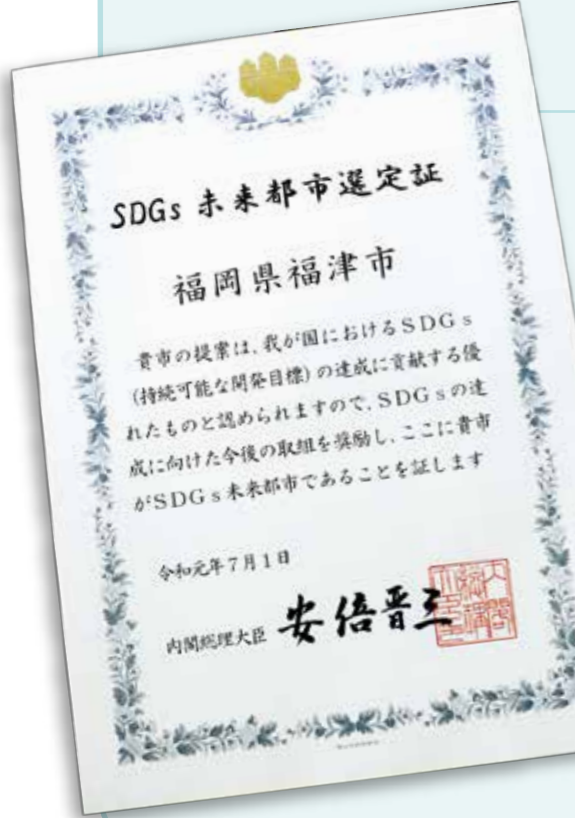 SDGs 未来都市選定証
福岡県福津市
貴市の提案は、我が国におけるSDGs
(持続可能な開発目標)の達成に貢献する優
れたものと認められますので、SDGsの達
成に向けた今後の取組を奨励し、ここに貴市
がSDGs未来都市であることを証します
令和元年7月1日
内閣総理大臣 安倍晋三